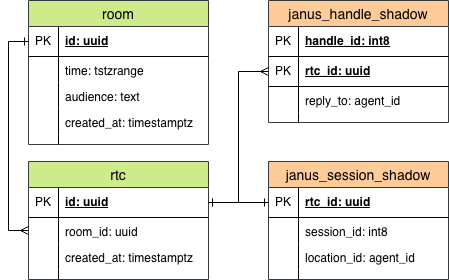 room
PK id: uuid
time: tstzrange
audience: text
created_at: timestamptz
janus_handle_shadow
PK handle_id: int8
PK rtc_id: uuid
reply_to: agent_id
rtc
PK id: uuid
room_id: uuid
created_at: timestamptz
janus_session_shadow
PK rtc_id: uuid
session_id: int8
location_id: agent_id